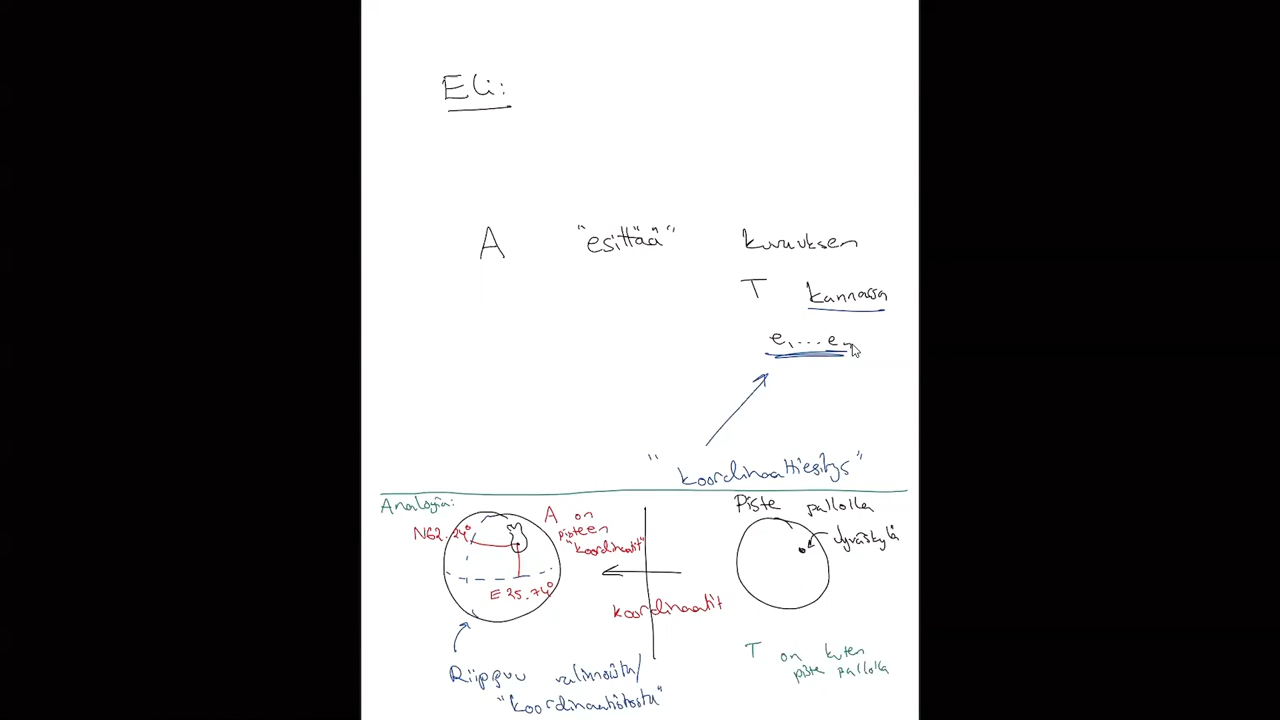 Eli:
A "esittää" kuvauksen
T kannassa
e₁...eₙ
"koordinaattiesitys"
Analogia:
N62.24°
E 25.74°
A on
pisteen
"koordinaatit"
koordinaatit
Piste pallolla
Jyväskylä
Riippuu valinnoista/
"koordinaatistosta"
T on kuten
piste pallolla